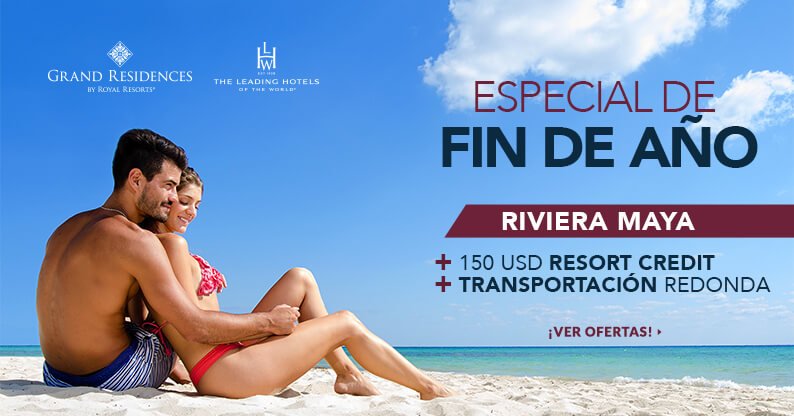 GRAND RESIDENCES
BY ROYAL RESORTS®
LHW
EST 1928
THE LEADING HOTELS
OF THE WORLD®
ESPECIAL DE
FIN DE AÑO
RIVIERA MAYA
+ 150 USD RESORT CREDIT
+ TRANSPORTACIÓN REDONDA
¡VER OFERTAS!